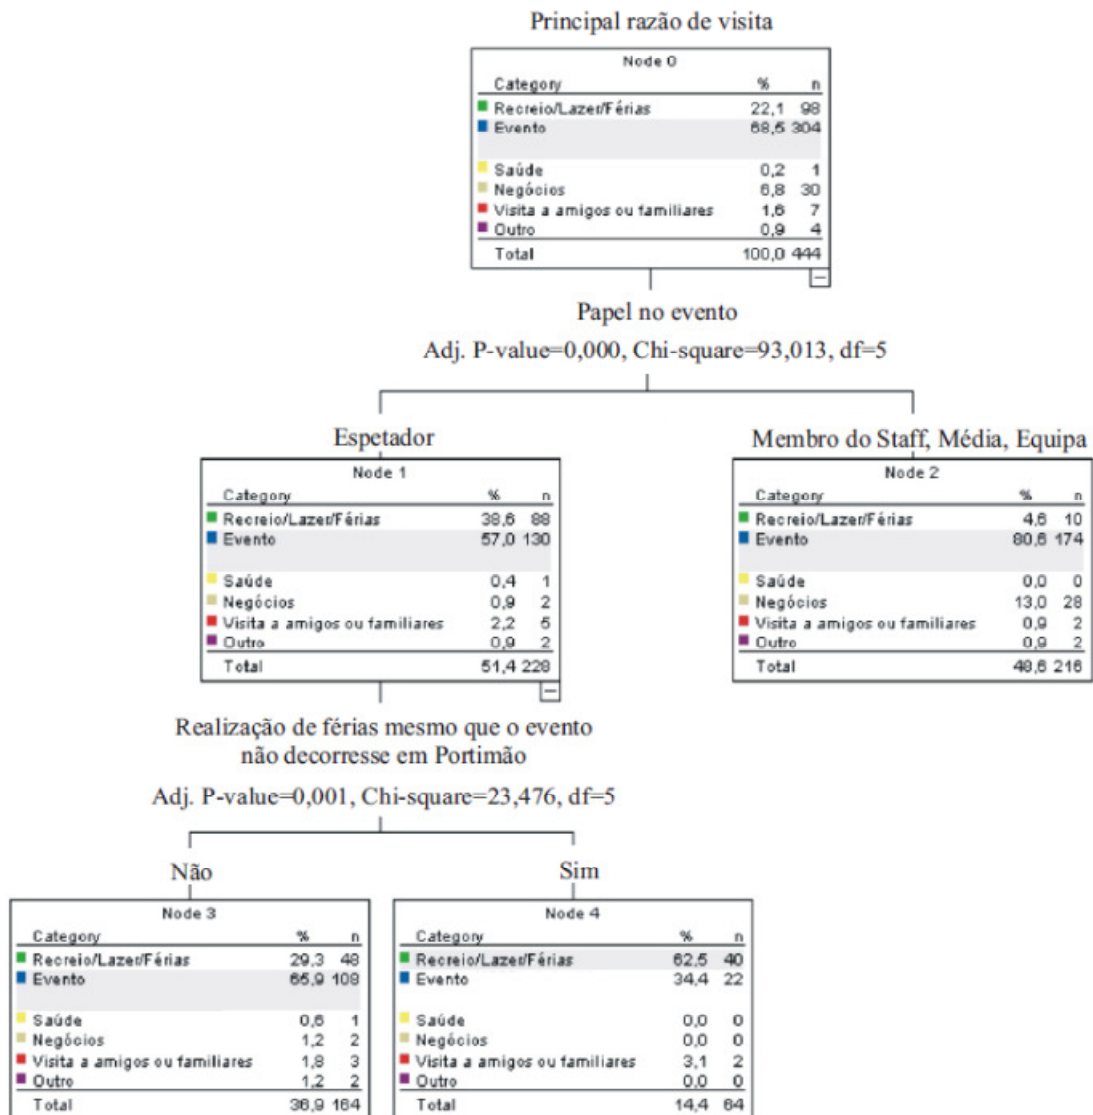 Principal razão de visita
Node 0
Category % n
Recreio/Lazer/Férias 22,1 98
Evento 68,5 304
Saúde 0,2 1
Negócios 6,8 30
Visita a amigos ou familiares 1,6 7
Outro 0,9 4
Total 100,0 444
Papel no evento
Adj. P-value=0,000, Chi-square=93,013, df=5
Espetador
Node 1
Category % n
Recreio/Lazer/Férias 38,6 88
Evento 57,0 130
Saúde 0,4 1
Negócios 0,9 2
Visita a amigos ou familiares 2,2 5
Outro 0,9 2
Total 51,4 228
Membro do Staff, Média, Equipa
Node 2
Category % n
Recreio/Lazer/Férias 4,6 10
Evento 80,6 174
Saúde 0,0 0
Negócios 13,0 28
Visita a amigos ou familiares 0,9 2
Outro 0,9 2
Total 48,6 216
Realização de férias mesmo que o evento
não decorresse em Portimão
Adj. P-value=0,001, Chi-square=23,476, df=5
Não
Node 3
Category % n
Recreio/Lazer/Férias 29,3 48
Evento 65,9 108
Saúde 0,6 1
Negócios 1,2 2
Visita a amigos ou familiares 1,8 3
Outro 1,2 2
Total 36,9 164
Sim
Node 4
Category % n
Recreio/Lazer/Férias 62,5 40
Evento 34,4 22
Saúde 0,0 0
Negócios 0,0 0
Visita a amigos ou familiares 3,1 2
Outro 0,0 0
Total 14,4 64